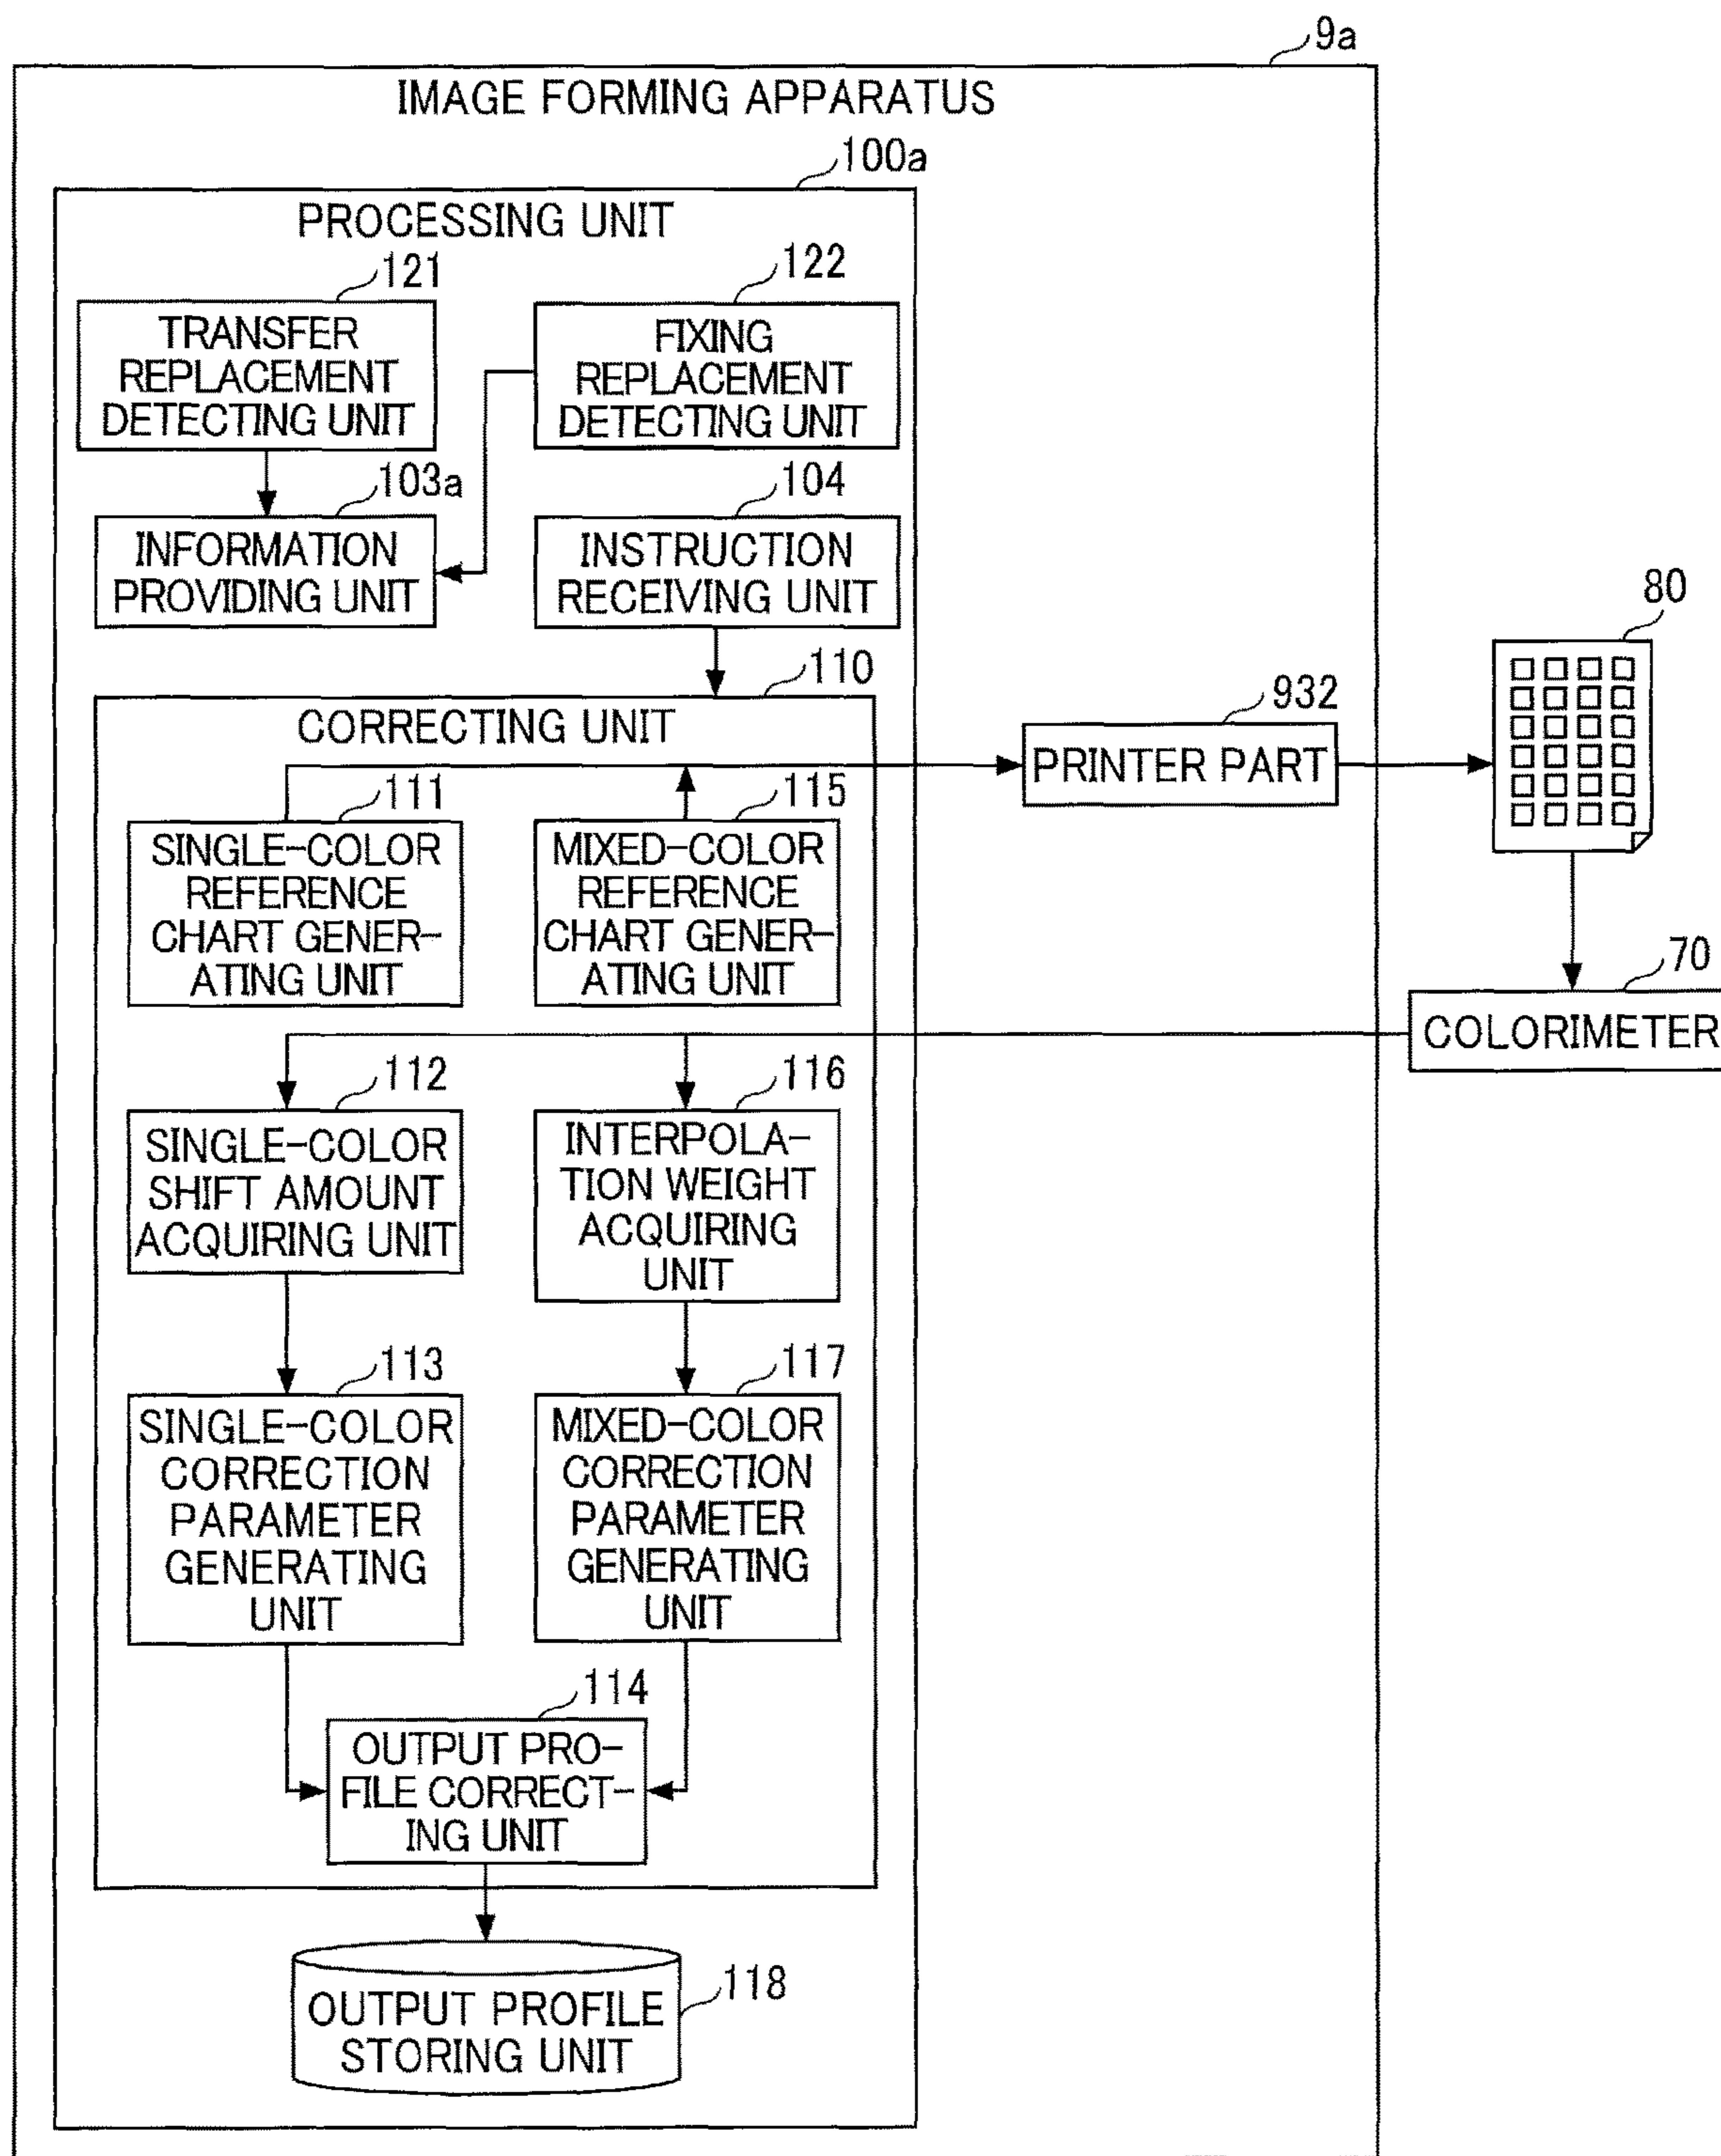 9a
IMAGE FORMING APPARATUS
100a
PROCESSING UNIT
121
TRANSFER
REPLACEMENT
DETECTING UNIT
122
FIXING
REPLACEMENT
DETECTING UNIT
103a
INFORMATION
PROVIDING UNIT
104
INSTRUCTION
RECEIVING UNIT
110
CORRECTING UNIT
932
PRINTER PART
80
111
SINGLE-COLOR
REFERENCE
CHART GENER-
ATING UNIT
115
MIXED-COLOR
REFERENCE
CHART GENER-
ATING UNIT
70
COLORIMETER
112
SINGLE-COLOR
SHIFT AMOUNT
ACQUIRING UNIT
116
INTERPOLA-
TION WEIGHT
ACQUIRING
UNIT
113
SINGLE-COLOR
CORRECTION
PARAMETER
GENERATING
UNIT
117
MIXED-COLOR
CORRECTION
PARAMETER
GENERATING
UNIT
114
OUTPUT PRO-
FILE CORRECT-
ING UNIT
118
OUTPUT PROFILE
STORING UNIT